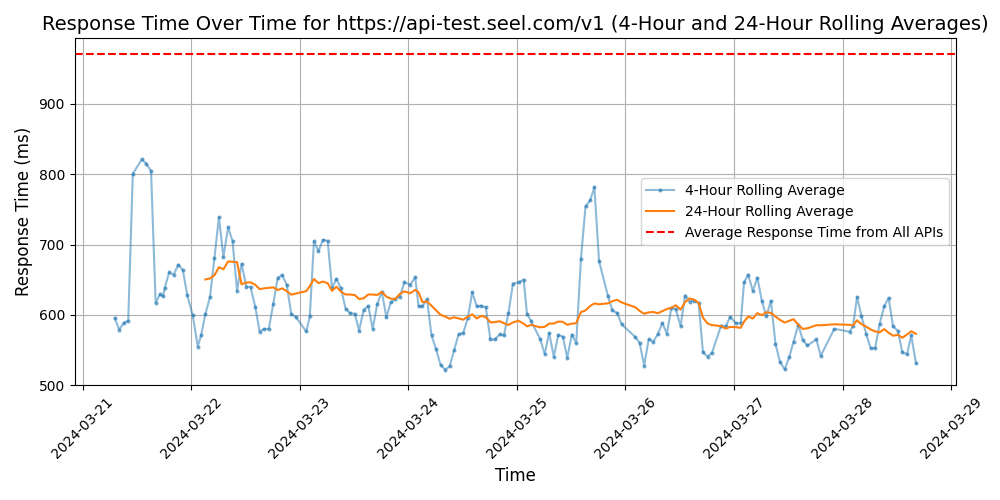 Response Time Over Time for https://api-test.seel.com/v1 (4-Hour and 24-Hour Rolling Averages)
Response Time (ms)
900
800
700
600
500
4-Hour Rolling Average
24-Hour Rolling Average
Average Response Time from All APIs
2024-03-21
2024-03-22
2024-03-23
2024-03-24
2024-03-25
2024-03-26
2024-03-27
2024-03-28
2024-03-29
Time